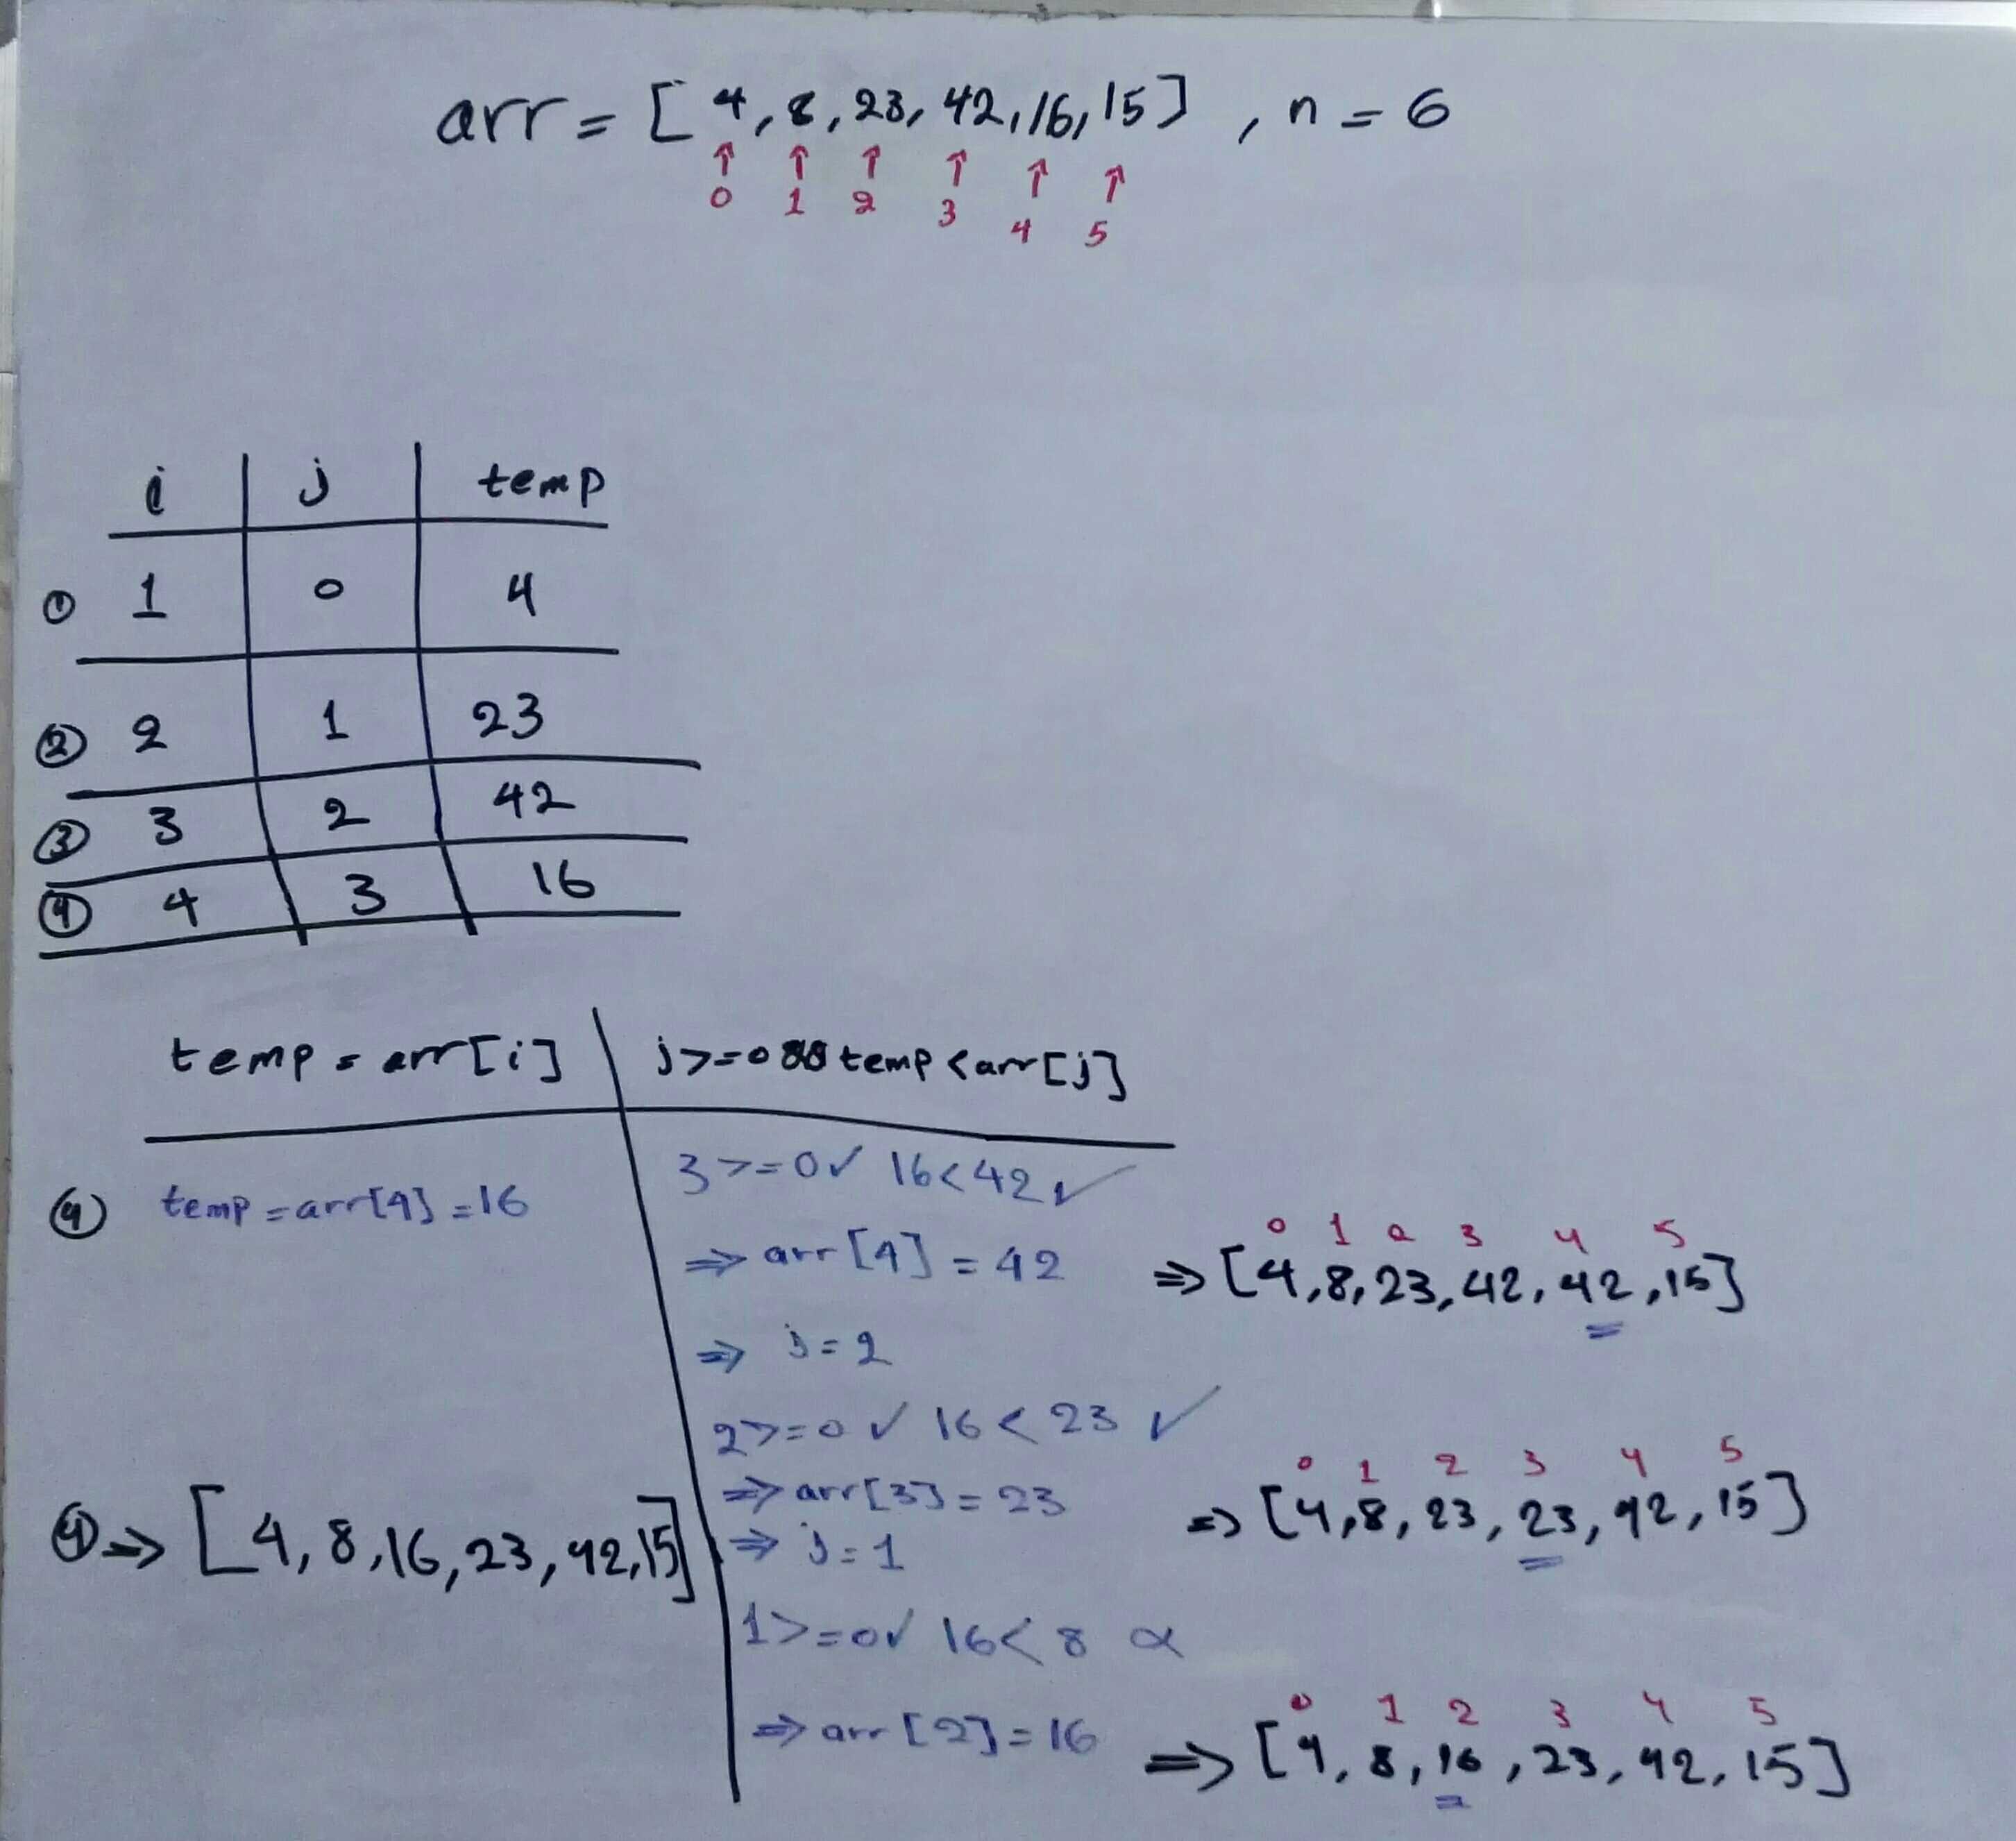 arr = [ 4, 8, 23, 42, 16, 15 ] , n = 6
↑ ↑ ↑ ↑ ↑ ↑
0 1 2 3 4 5
i j temp
① 1 0 4
② 2 1 23
③ 3 2 42
④ 4 3 16
temp = arr[i] j>=0 && temp < arr[j]
④ temp = arr[4] = 16
3 >= 0 ✓ 16 < 42 ✓
⇒ arr [4] = 42
0 1 2 3 4 5
⇒ [4, 8, 23, 42, 42, 15]
⇒ j = 2
2 >= 0 ✓ 16 < 23 ✓
⇒ arr[3] = 23
0 1 2 3 4 5
⇒ [4, 8, 23, 23, 42, 15]
⇒ j = 1
④ ⇒ [4, 8, 16, 23, 42, 15]
1 >= 0 ✓ 16 < 8 ✗
⇒ arr [2] = 16
0 1 2 3 4 5
⇒ [4, 8, 16, 23, 42, 15]